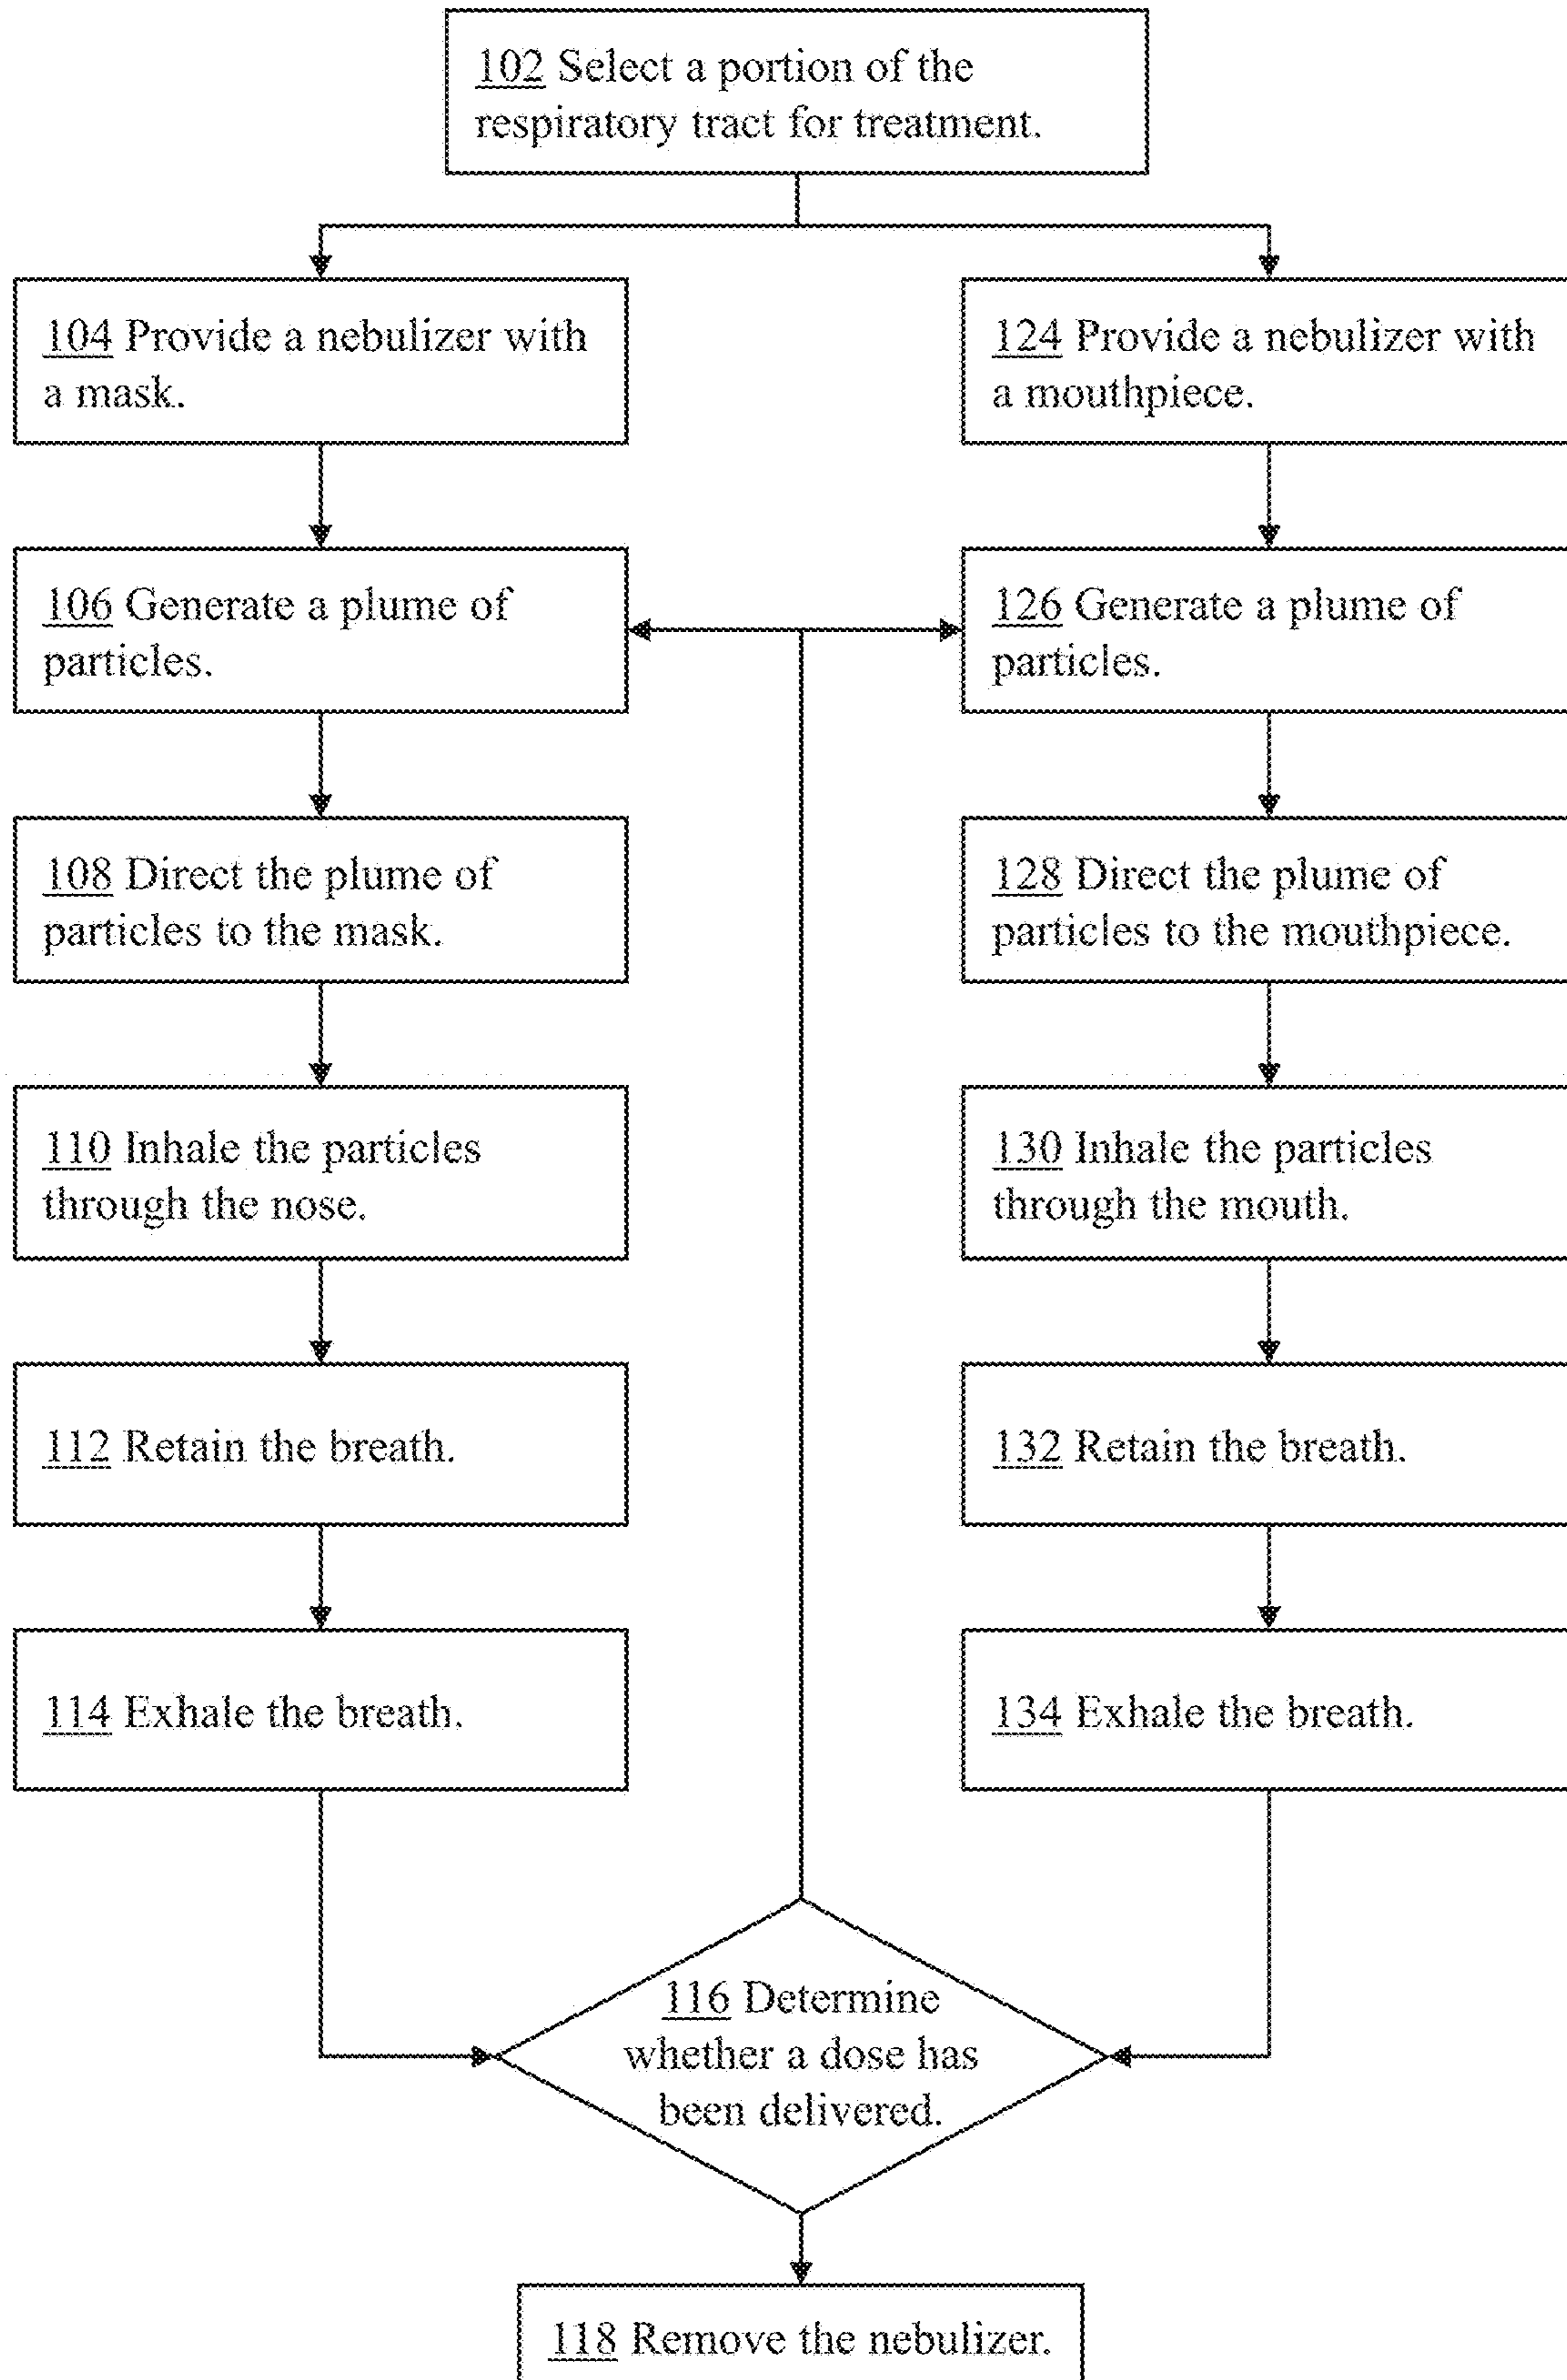 102 Select a portion of the
respiratory tract for treatment.
104 Provide a nebulizer with
a mask.
124 Provide a nebulizer with
a mouthpiece.
106 Generate a plume of
particles.
126 Generate a plume of
particles.
108 Direct the plume of
particles to the mask.
128 Direct the plume of
particles to the mouthpiece.
110 Inhale the particles
through the nose.
130 Inhale the particles
through the mouth.
112 Retain the breath.
132 Retain the breath.
114 Exhale the breath.
134 Exhale the breath.
116 Determine
whether a dose has
been delivered.
118 Remove the nebulizer.